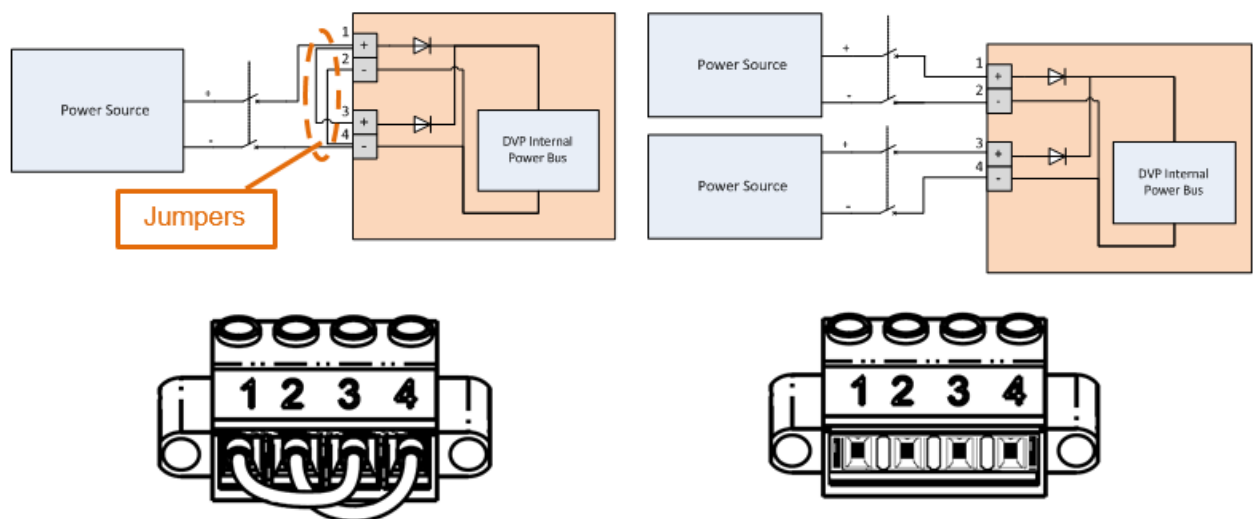 Power Source
+
-
1
+
2
-
3
+
4
-
DVP Internal
Power Bus
Jumpers
Power Source
+
-
Power Source
+
-
1
+
2
-
3
+
4
-
DVP Internal
Power Bus
1 2 3 4
1 2 3 4